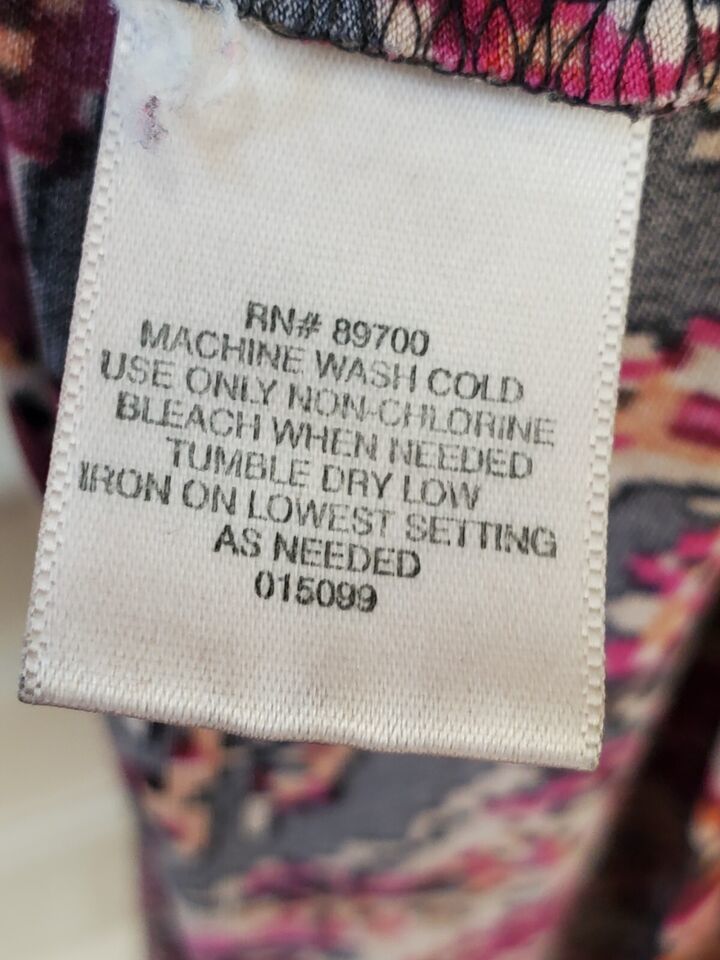 RN# 89700
MACHINE WASH COLD
USE ONLY NON-CHLORINE
BLEACH WHEN NEEDED
TUMBLE DRY LOW
IRON ON LOWEST SETTING
AS NEEDED
015099